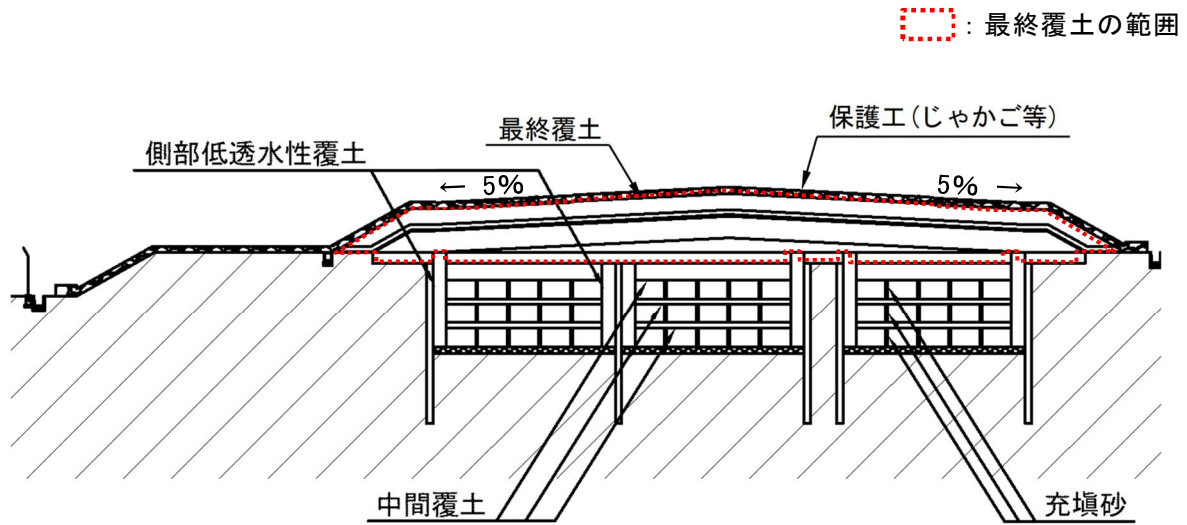 ：最終覆土の範囲
保護工（じゃかご等）
最終覆土
側部低透水性覆土
← 5%
5% →
中間覆土
充塡砂